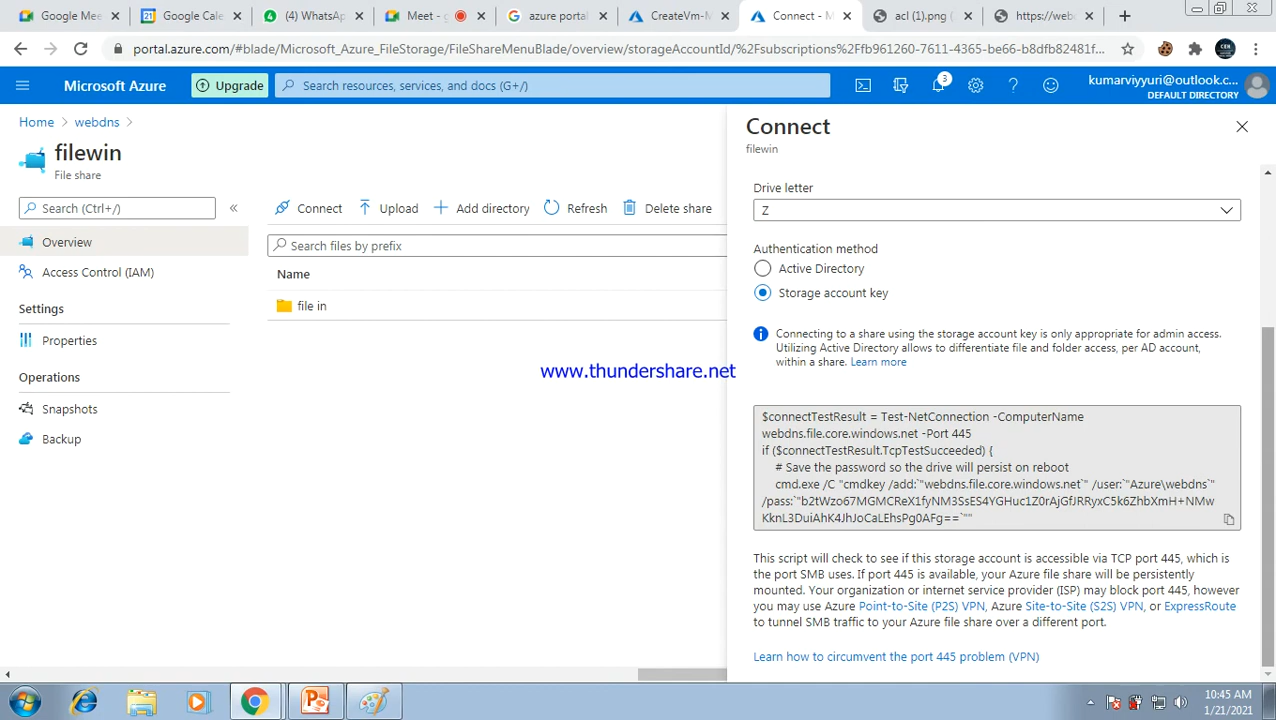 Google Mee
Google Cale
(4) WhatsAp
Meet - g
azure porta
CreateVm-M
Connect - M
acl (1).png (
https://web
portal.azure.com/#blade/Microsoft_Azure_FileStorage/FileShareMenuBlade/overview/storageAccountId/%2Fsubscriptions%2Ffb961260-7611-4365-be66-b8dfb82481f...
Microsoft Azure
Upgrade
Search resources, services, and docs (G+/)
3
kumarviyyuri@outlook.c...
DEFAULT DIRECTORY
Home > webdns >
filewin
File share
Search (Ctrl+/)
«
Overview
Access Control (IAM)
Settings
Properties
Operations
Snapshots
Backup
Connect
Upload
Add directory
Refresh
Delete share
Search files by prefix
Name
file in
www.thundershare.net
Connect
filewin
Drive letter
Z
Authentication method
Active Directory
Storage account key
Connecting to a share using the storage account key is only appropriate for admin access.
Utilizing Active Directory allows to differentiate file and folder access, per AD account,
within a share. Learn more
$connectTestResult = Test-NetConnection -ComputerName
webdns.file.core.windows.net -Port 445
if ($connectTestResult.TcpTestSucceeded) {
# Save the password so the drive will persist on reboot
cmd.exe /C "cmdkey /add:`"webdns.file.core.windows.net`" /user:`"Azure\webdns`"
/pass:`"b2tWzo67MGMCReX1fyNM3SsES4YGHuc1Z0rAjGfJRRyxC5k6ZhbXmH+NMw
KknL3DuiAhK4JhJoCaLEhsPg0AFg==`""
This script will check to see if this storage account is accessible via TCP port 445, which is
the port SMB uses. If port 445 is available, your Azure file share will be persistently
mounted. Your organization or internet service provider (ISP) may block port 445, however
you may use Azure Point-to-Site (P2S) VPN, Azure Site-to-Site (S2S) VPN, or ExpressRoute
to tunnel SMB traffic to your Azure file share over a different port.
Learn how to circumvent the port 445 problem (VPN)
10:45 AM
1/21/2021